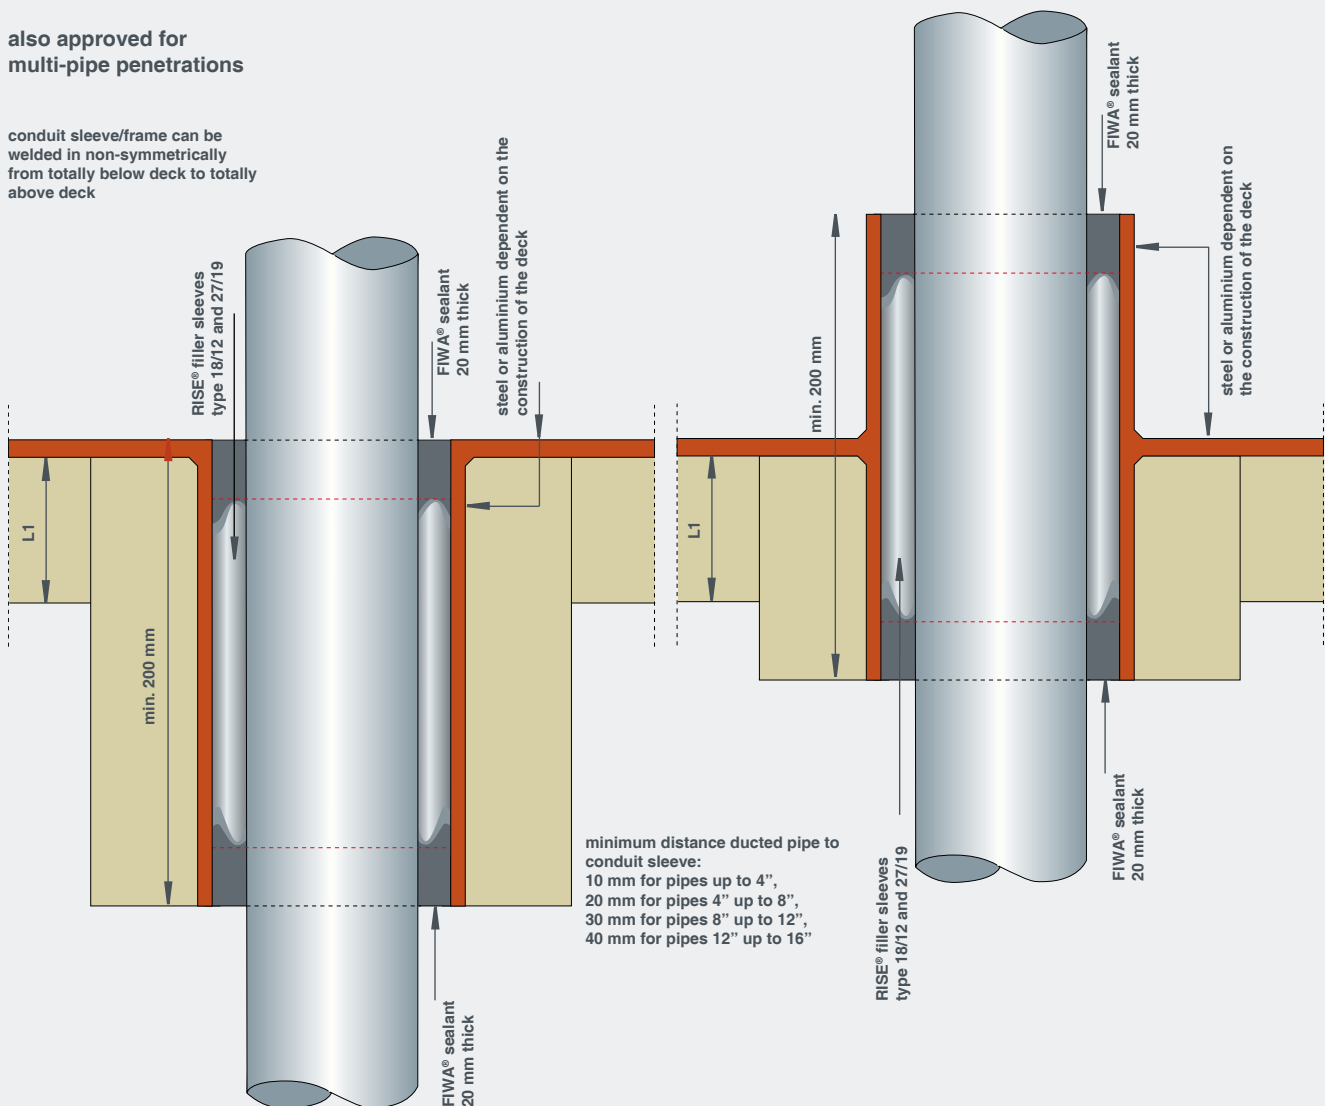 also approved for
multi-pipe penetrations
conduit sleeve/frame can be
welded in non-symmetrically
from totally below deck to totally
above deck
RISE® filler sleeves
type 18/12 and 27/19
FIWA® sealant
20 mm thick
steel or aluminium dependent on the
construction of the deck
L1
min. 200 mm
FIWA® sealant
20 mm thick
FIWA® sealant
20 mm thick
steel or aluminium dependent on
the construction of the deck
min. 200 mm
L1
RISE® filler sleeves
type 18/12 and 27/19
FIWA® sealant
20 mm thick
minimum distance ducted pipe to
conduit sleeve:
10 mm for pipes up to 4”,
20 mm for pipes 4” up to 8”,
30 mm for pipes 8” up to 12”,
40 mm for pipes 12” up to 16”